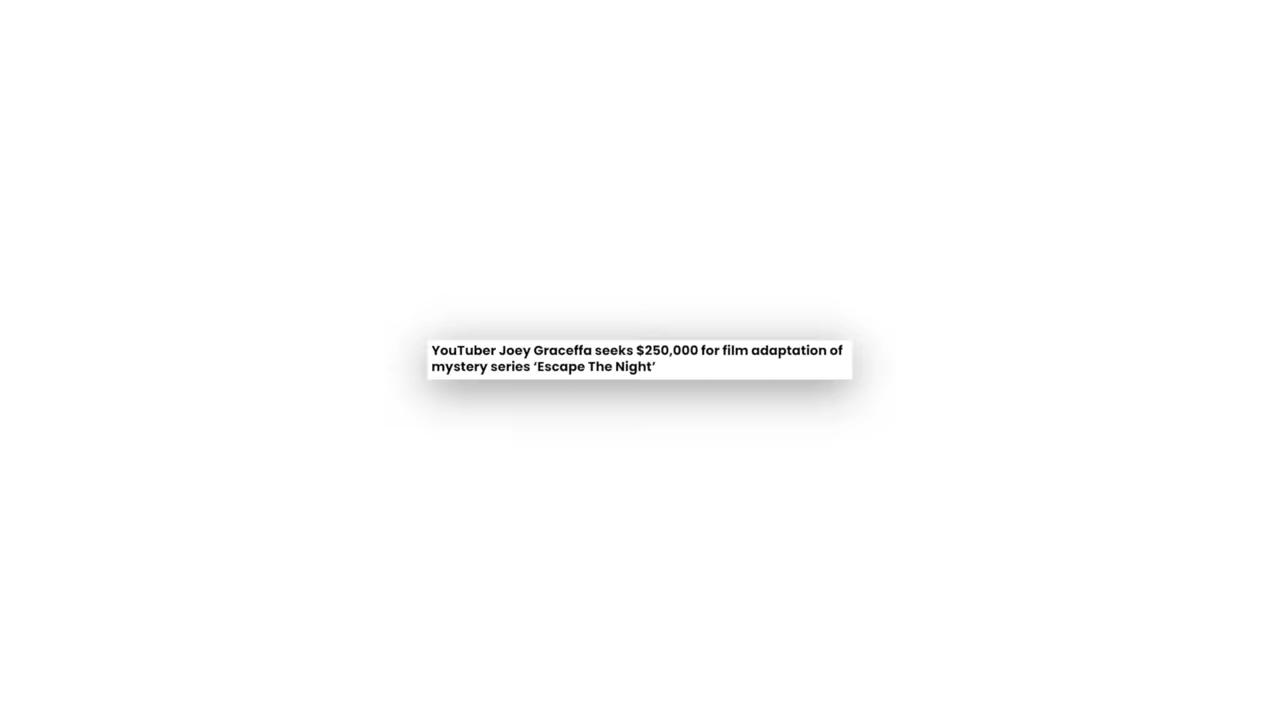 YouTuber Joey Graceffa seeks $250,000 for film adaptation of
mystery series ‘Escape The Night’